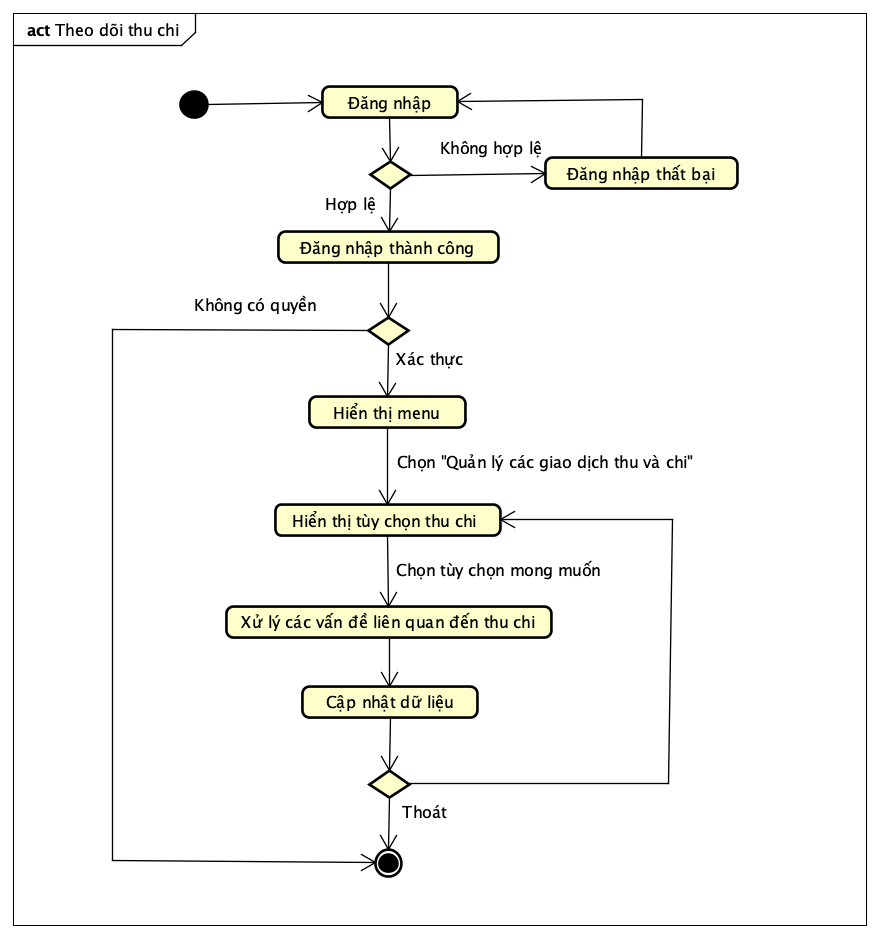 act Theo dõi thu chi
Đăng nhập
Không hợp lệ
Đăng nhập thất bại
Hợp lệ
Đăng nhập thành công
Không có quyền
Xác thực
Hiển thị menu
Chọn "Quản lý các giao dịch thu và chi"
Hiển thị tùy chọn thu chi
Chọn tùy chọn mong muốn
Xử lý các vấn đề liên quan đến thu chi
Cập nhật dữ liệu
Thoát